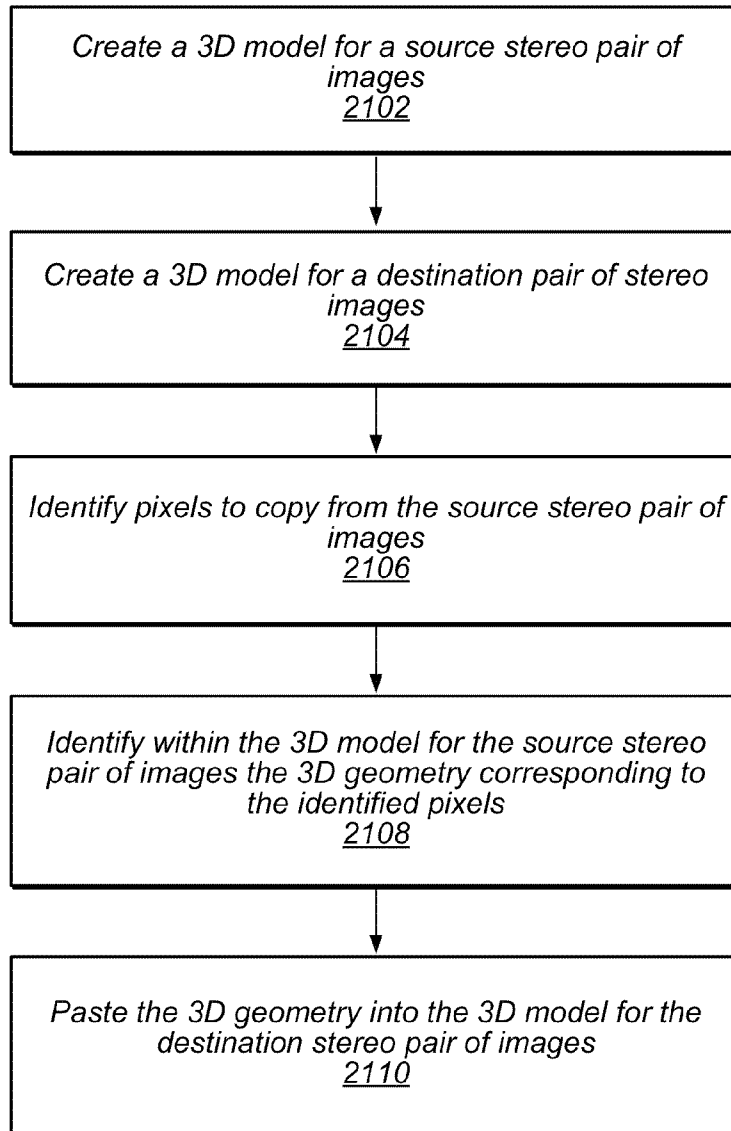 Create a 3D model for a source stereo pair of
images
2102
Create a 3D model for a destination pair of stereo
images
2104
Identify pixels to copy from the source stereo pair of
images
2106
Identify within the 3D model for the source stereo
pair of images the 3D geometry corresponding to
the identified pixels
2108
Paste the 3D geometry into the 3D model for the
destination stereo pair of images
2110